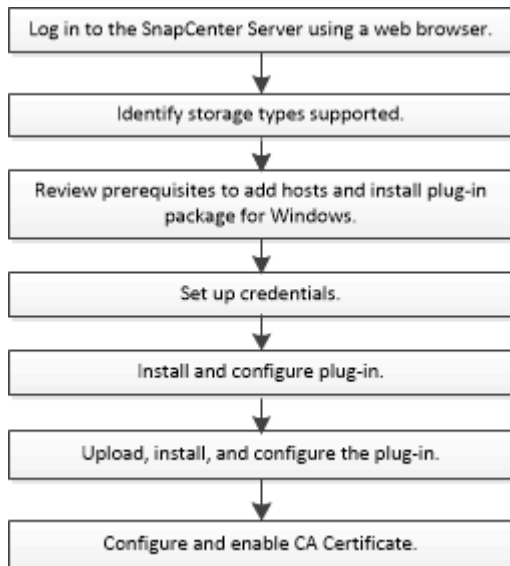 Log in to the SnapCenter Server using a web browser.
Identify storage types supported.
Review prerequisites to add hosts and install plug-in
package for Windows.
Set up credentials.
Install and configure plug-in.
Upload, install, and configure the plug-in.
Configure and enable CA Certificate.